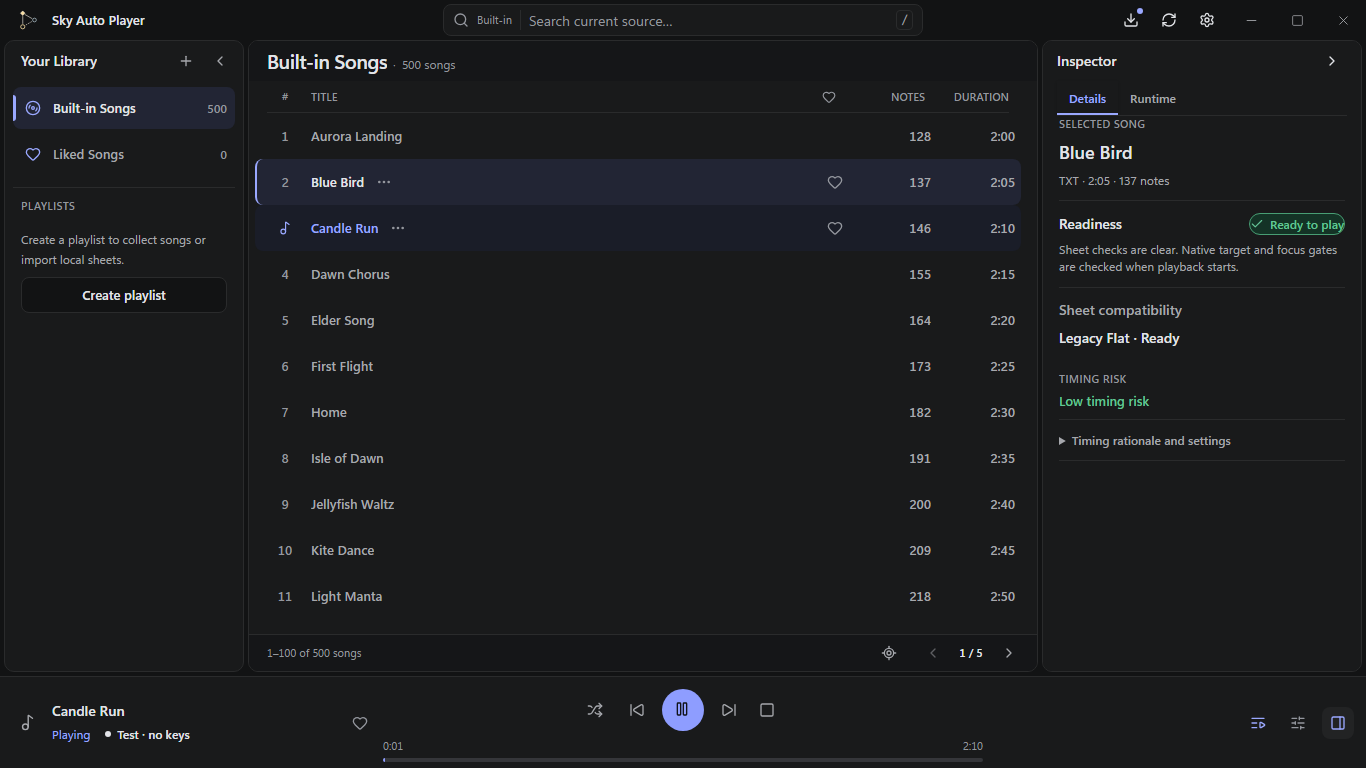 Sky Auto Player
Built-in
Search current source...
/
Your Library
Built-in Songs 500
Liked Songs 0
PLAYLISTS
Create a playlist to collect songs or
import local sheets.
Create playlist
Built-in Songs · 500 songs
# TITLE NOTES DURATION
1 Aurora Landing 128 2:00
2 Blue Bird ··· 137 2:05
Candle Run ··· 146 2:10
4 Dawn Chorus 155 2:15
5 Elder Song 164 2:20
6 First Flight 173 2:25
7 Home 182 2:30
8 Isle of Dawn 191 2:35
9 Jellyfish Waltz 200 2:40
10 Kite Dance 209 2:45
11 Light Manta 218 2:50
1–100 of 500 songs
1 / 5
Inspector
Details Runtime
SELECTED SONG
Blue Bird
TXT · 2:05 · 137 notes
Readiness Ready to play
Sheet checks are clear. Native target and focus gates
are checked when playback starts.
Sheet compatibility
Legacy Flat · Ready
TIMING RISK
Low timing risk
Timing rationale and settings
Candle Run
Playing Test · no keys
0:01 2:10